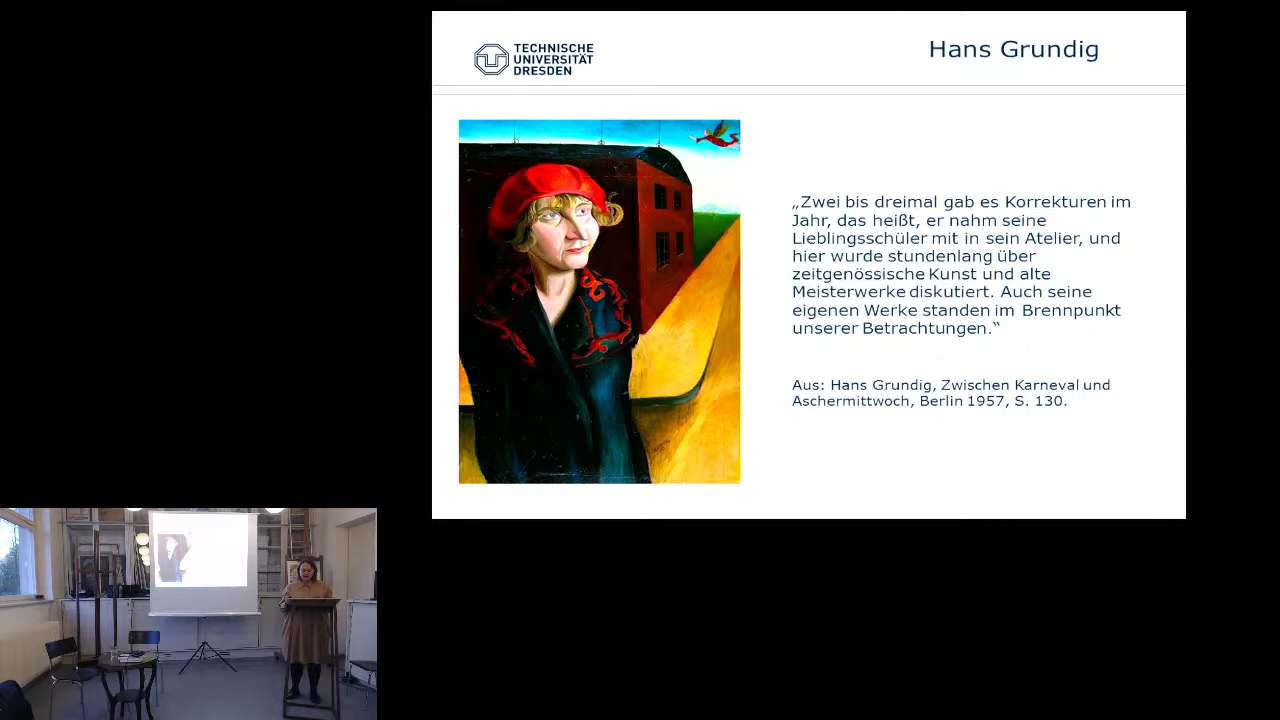 TECHNISCHE
UNIVERSITÄT
DRESDEN
Hans Grundig
„Zwei bis dreimal gab es Korrekturen im
Jahr, das heißt, er nahm seine
Lieblingsschüler mit in sein Atelier, und
hier wurde stundenlang über
zeitgenössische Kunst und alte
Meisterwerke diskutiert. Auch seine
eigenen Werke standen im Brennpunkt
unserer Betrachtungen.“
Aus: Hans Grundig, Zwischen Karneval und
Aschermittwoch, Berlin 1957, S. 130.